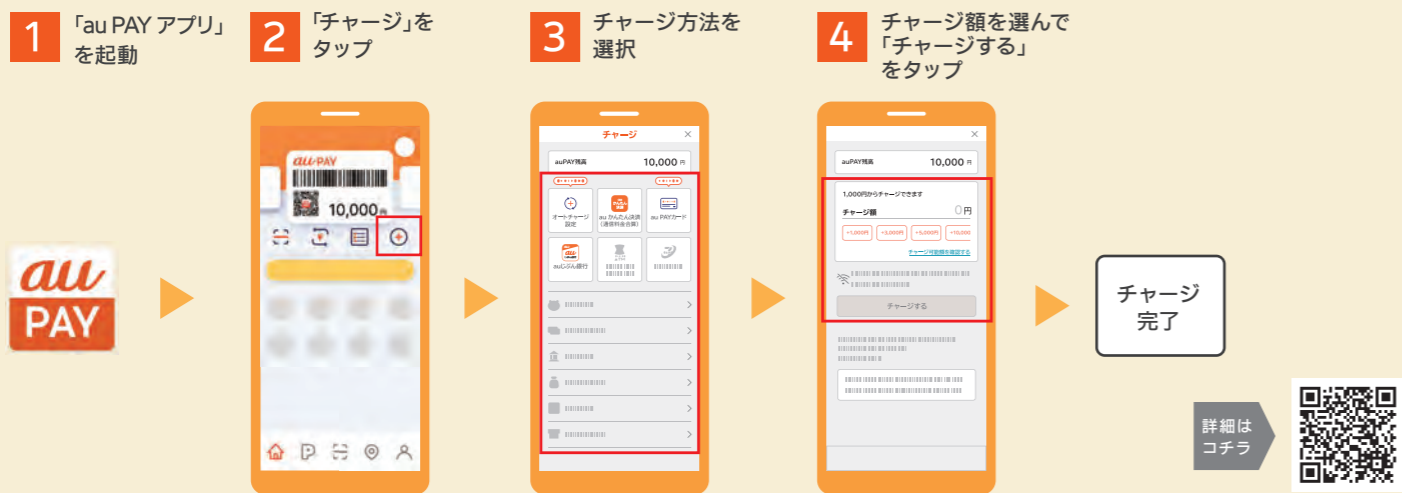 1
「au PAY アプリ」
を起動
2
「チャージ」を
タップ
3
チャージ方法を
選択
4
チャージ額を選んで
「チャージする」
をタップ
au
PAY
au PAY
10,000円
チャージ ×
auPAY残高 10,000 円
オートチャージ
設定
au かんたん決済
(通信料金合算)
au PAYカード
auじぶん銀行
×
auPAY残高 10,000 円
1,000円からチャージできます
チャージ額 0円
+1,000円 +3,000円 +5,000円 +10,000
チャージ可能額を確認する
チャージする
チャージ
完了
詳細は
コチラ